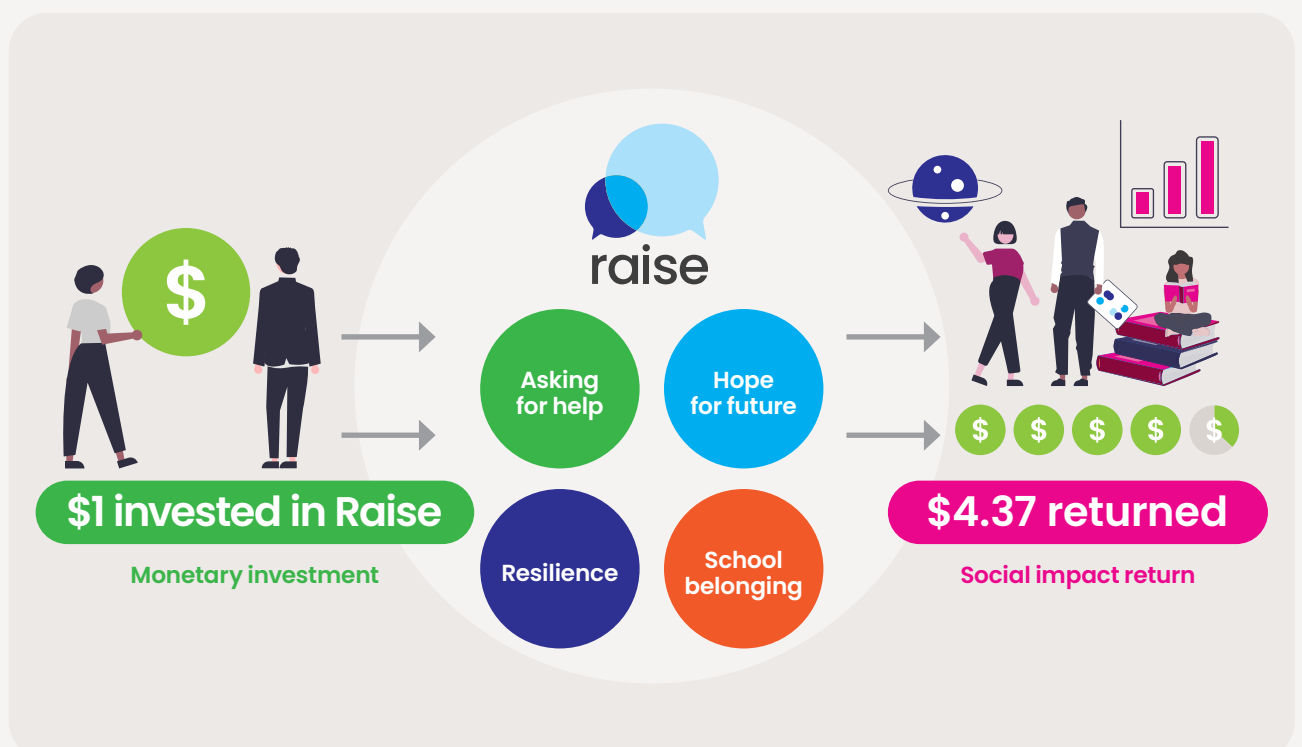 raise
$
Asking
for help
Hope
for future
$ $ $ $ $
$1 invested in Raise
$4.37 returned
Monetary investment
Resilience
School
belonging
Social impact return